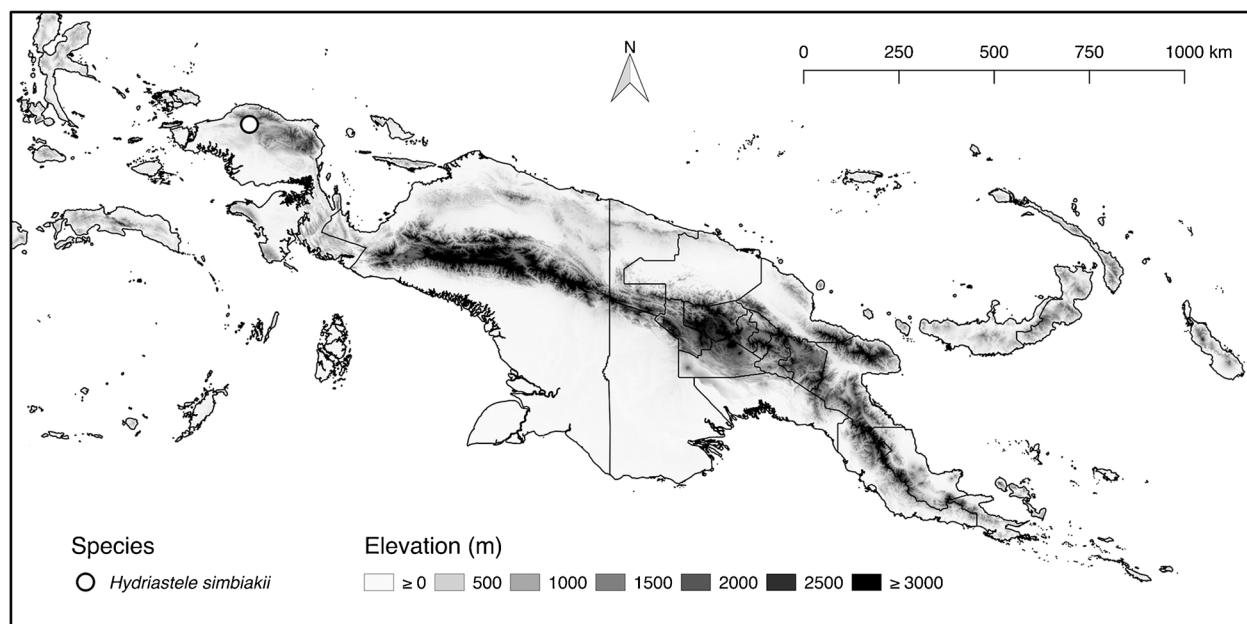 N
0 250 500 750 1000 km
Species
Hydriastele simbiakii
Elevation (m)
≥ 0 500 1000 1500 2000 2500 ≥ 3000